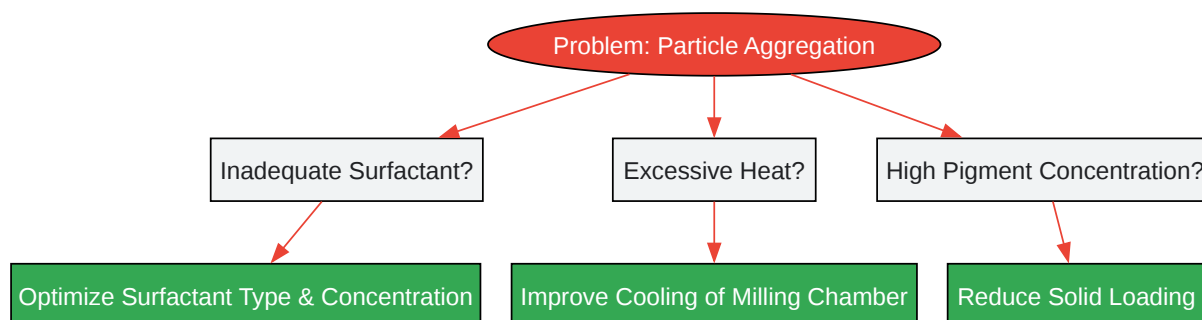 Problem: Particle Aggregation
Inadequate Surfactant?
Excessive Heat?
High Pigment Concentration?
Optimize Surfactant Type & Concentration
Improve Cooling of Milling Chamber
Reduce Solid Loading